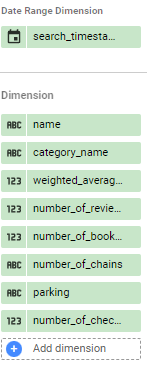 Date Range Dimension
search_timesta...
Dimension
ABC name
ABC category_name
123 weighted_averag...
123 number_of_revie...
123 number_of_book...
ABC number_of_chains
ABC parking
123 number_of_chec...
+ Add dimension